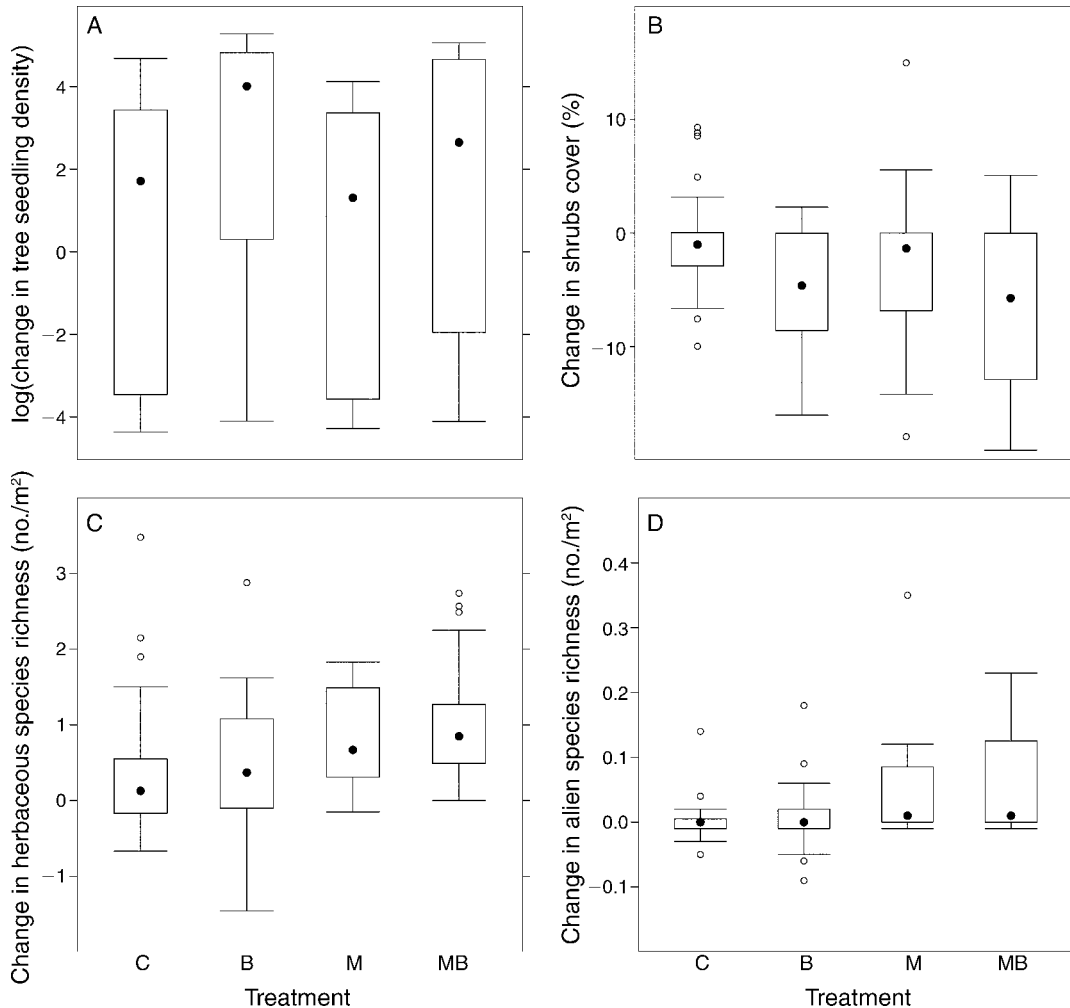 A
log(change in tree seedling density)
4
2
0
−2
−4
B
Change in shrubs cover (%)
10
0
−10
C
Change in herbaceous species richness (no./m²)
3
2
1
0
−1
C B M MB
Treatment
D
Change in alien species richness (no./m²)
0.4
0.3
0.2
0.1
0.0
−0.1
C B M MB
Treatment